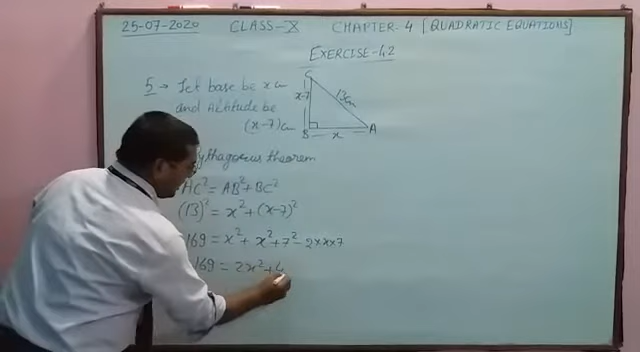 25-07-2020 CLASS-X CHAPTER-4 [QUADRATIC EQUATIONS]
EXERCISE-4.2
5 → Let base be x cm
and Altitude be
(x-7) cm
C
x-7
13cm
B x A
ythagorus theorem
AC² = AB² + BC²
(13)² = x² + (x-7)²
169 = x² + x² + 7² - 2×x×7
169 = 2x² + 4